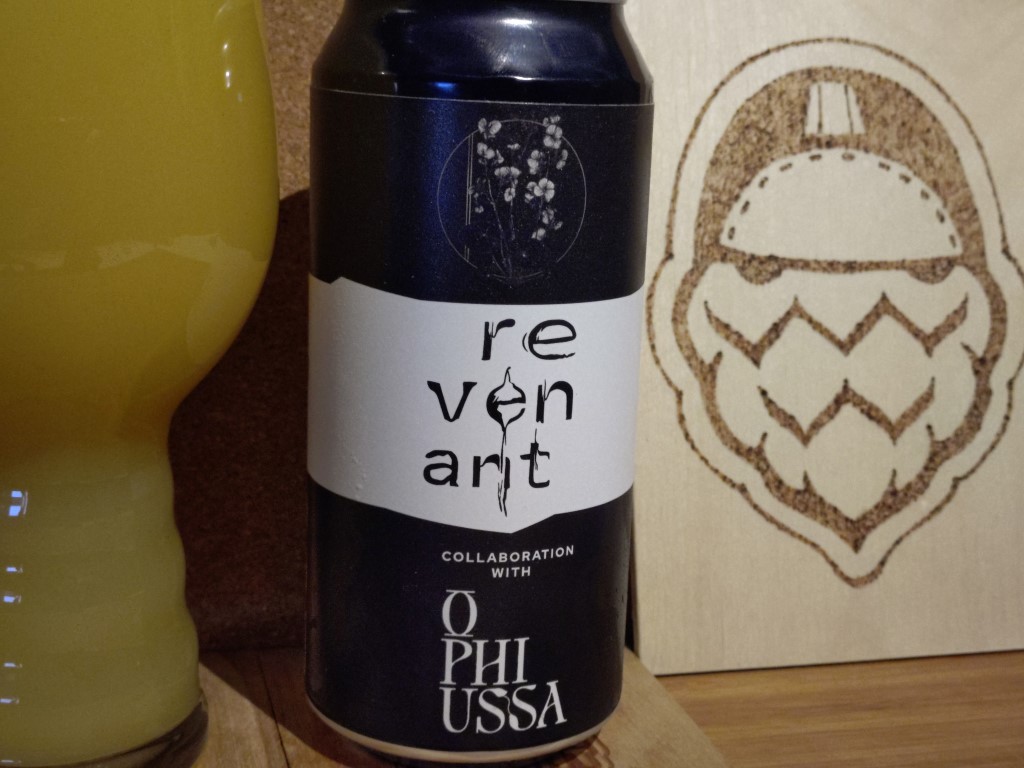 re
ven
ant
COLLABORATION
WITH
Ō
PHI
USSA